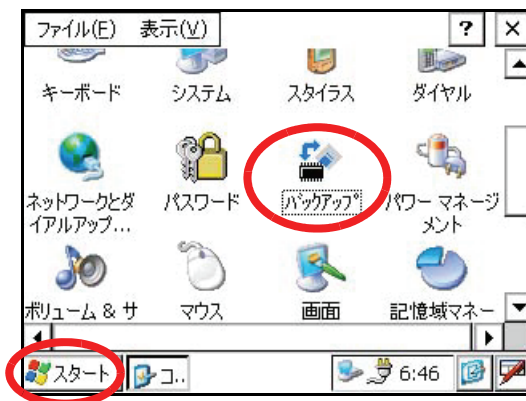 ファイル(F) 表示(V) ? ×
キーボード システム スタイラス ダイヤル
ネットワークとダイアルアップ... パスワード バックアップ パワー マネージメント
ボリューム & サ マウス 画面 記憶域マネー
スタート コ.. 6:46